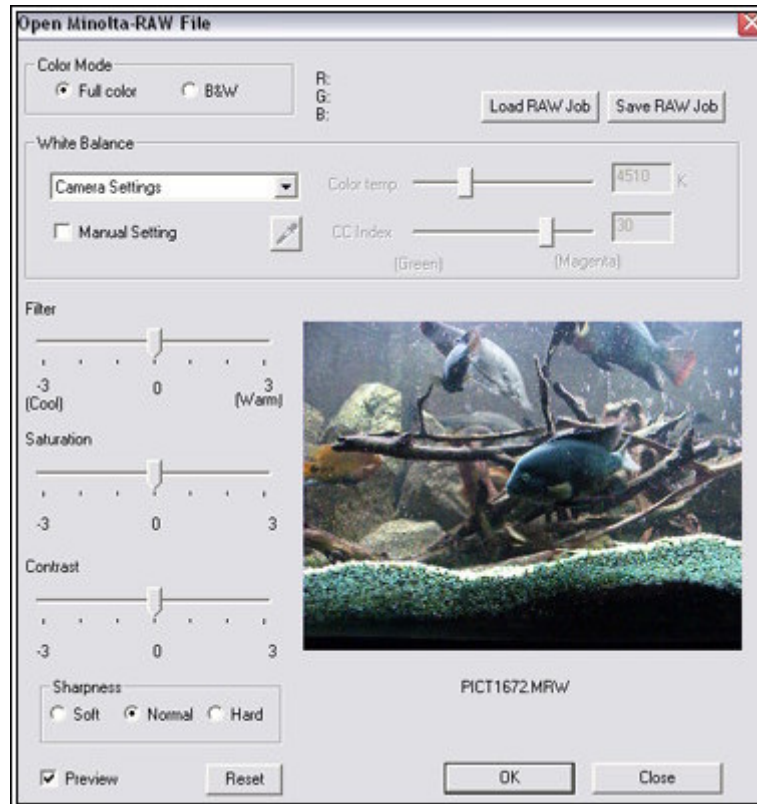 Open Minolta-RAW File
Color Mode
Full color
B&W
R:
G:
B:
Load RAW Job
Save RAW Job
White Balance
Camera Settings
Color temp
4510
K
Manual Setting
CC Index
30
(Green)
(Magenta)
Filter
-3
0
3
(Cool)
(Warm)
Saturation
-3
0
3
Contrast
-3
0
3
Sharpness
Soft
Normal
Hard
PICT1672.MRW
Preview
Reset
OK
Close